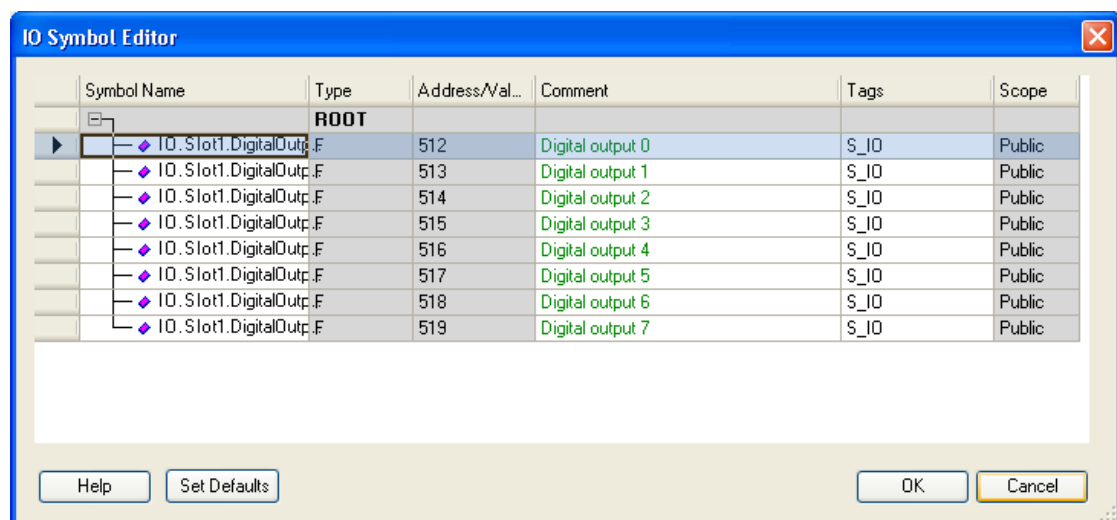 IO Symbol Editor
Symbol Name Type Address/Val... Comment Tags Scope
ROOT
IO.Slot1.DigitalOutp F 512 Digital output 0 S_IO Public
IO.Slot1.DigitalOutp F 513 Digital output 1 S_IO Public
IO.Slot1.DigitalOutp F 514 Digital output 2 S_IO Public
IO.Slot1.DigitalOutp F 515 Digital output 3 S_IO Public
IO.Slot1.DigitalOutp F 516 Digital output 4 S_IO Public
IO.Slot1.DigitalOutp F 517 Digital output 5 S_IO Public
IO.Slot1.DigitalOutp F 518 Digital output 6 S_IO Public
IO.Slot1.DigitalOutp F 519 Digital output 7 S_IO Public
Help Set Defaults OK Cancel